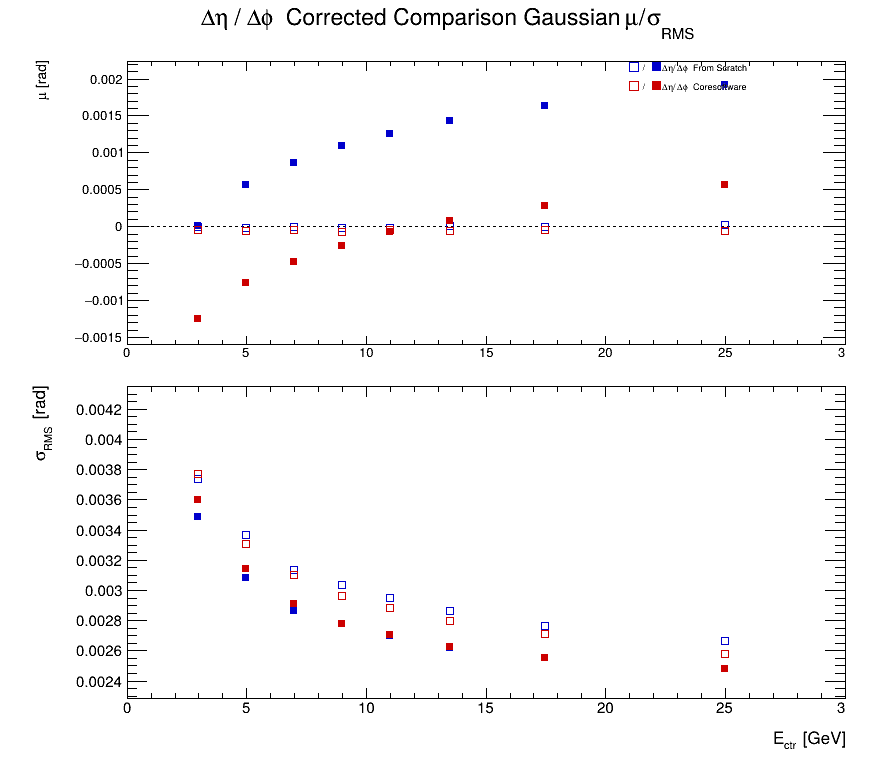 Δη / Δϕ Corrected Comparison Gaussian μ/σ_RMS
μ [rad]
0.002
0.0015
0.001
0.0005
0
−0.0005
−0.001
−0.0015
/ Δη/Δϕ From Scratch
/ Δη/Δϕ Coresoftware
0 5 10 15 20 25 3
σ_RMS [rad]
0.0042
0.004
0.0038
0.0036
0.0034
0.0032
0.003
0.0028
0.0026
0.0024
0 5 10 15 20 25 3
E_ctr [GeV]